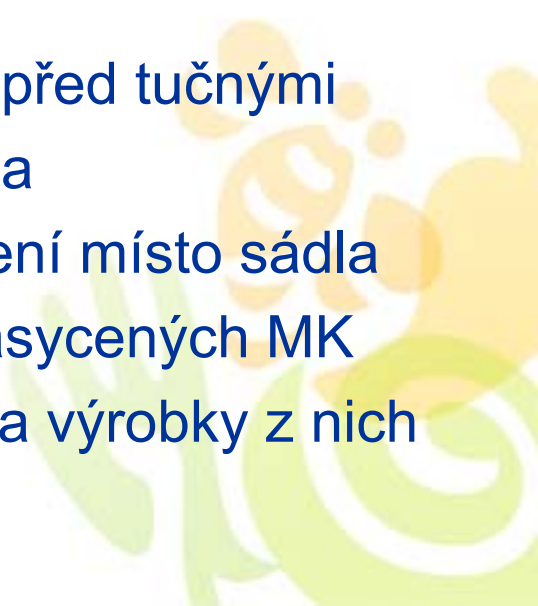 před tučnými
a
ení místo sádla
asycených MK
a výrobky z nich